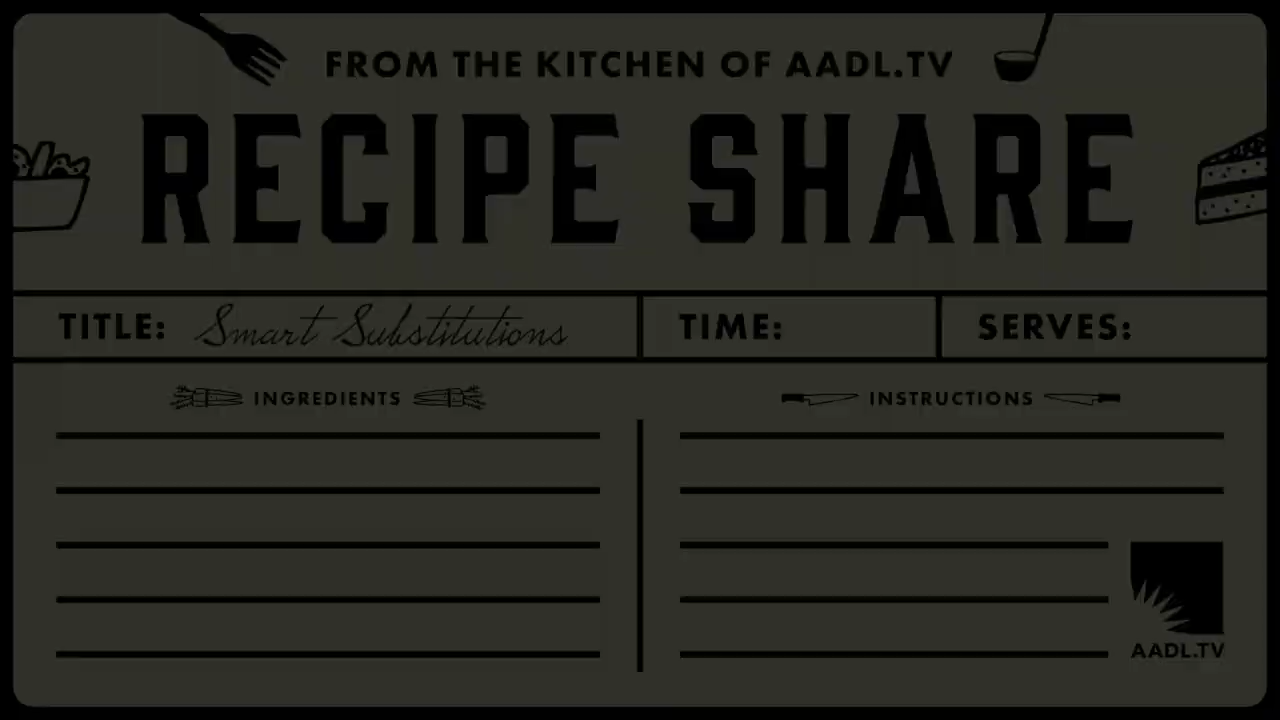 FROM THE KITCHEN OF AADL.TV
RECIPE SHARE
TITLE: Smart Substitutions
TIME:
SERVES:
INGREDIENTS
INSTRUCTIONS
AADL.TV